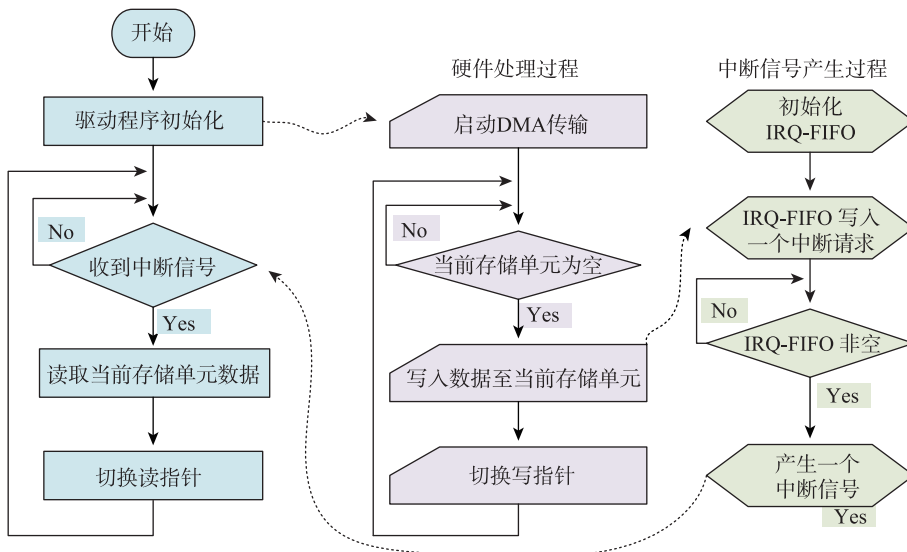 开始
驱动程序初始化
No
收到中断信号
Yes
读取当前存储单元数据
切换读指针
硬件处理过程
启动DMA传输
No
当前存储单元为空
Yes
写入数据至当前存储单元
切换写指针
中断信号产生过程
初始化
IRQ-FIFO
IRQ-FIFO 写入
一个中断请求
No
IRQ-FIFO 非空
Yes
产生一个
中断信号
Yes